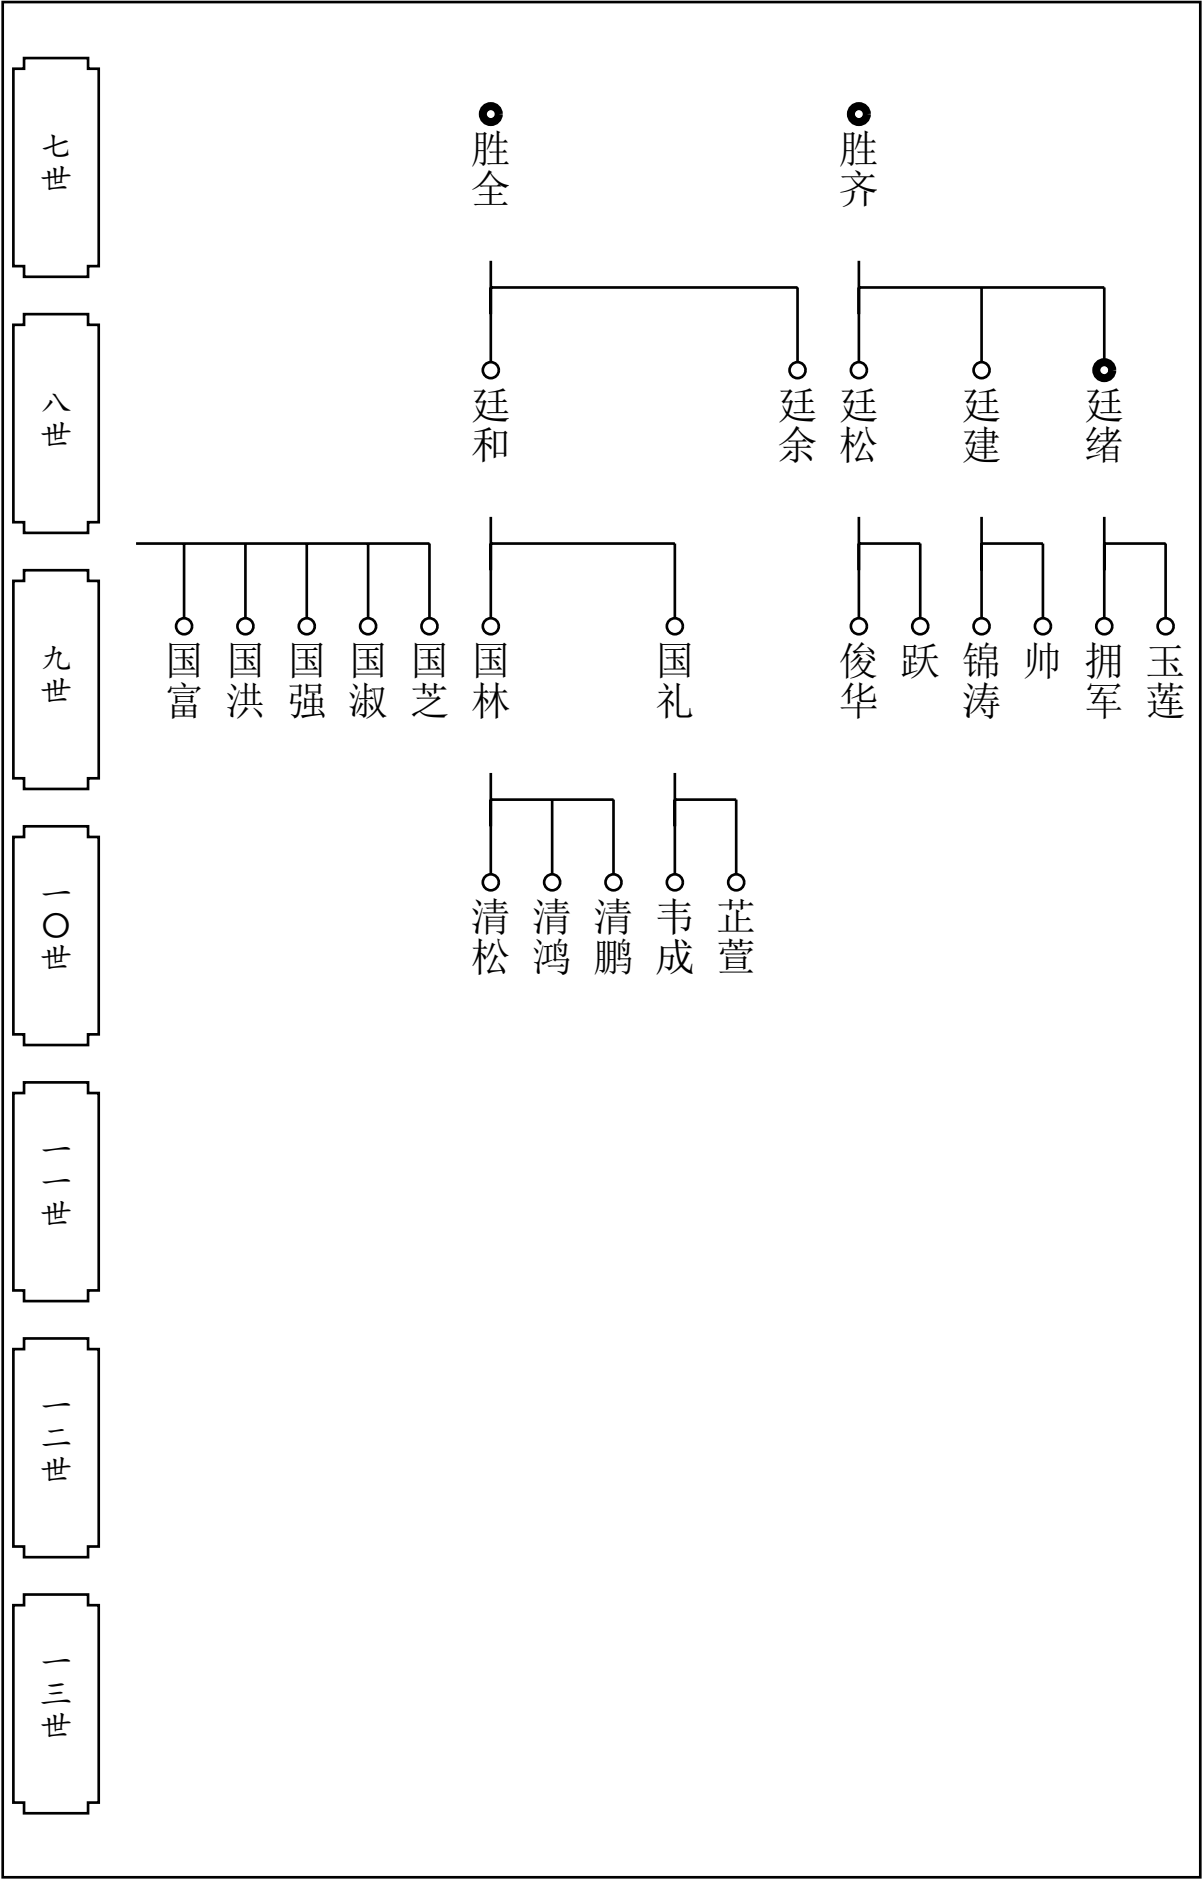 七世
胜齐
胜全
八世
廷绪
廷建
廷松
廷余
廷和
九世
玉莲
拥军
帅
锦涛
跃
俊华
国礼
国林
国芝
国淑
国强
国洪
国富
一〇世
芷萱
韦成
清鹏
清鸿
清松
一一世
一二世
一三世